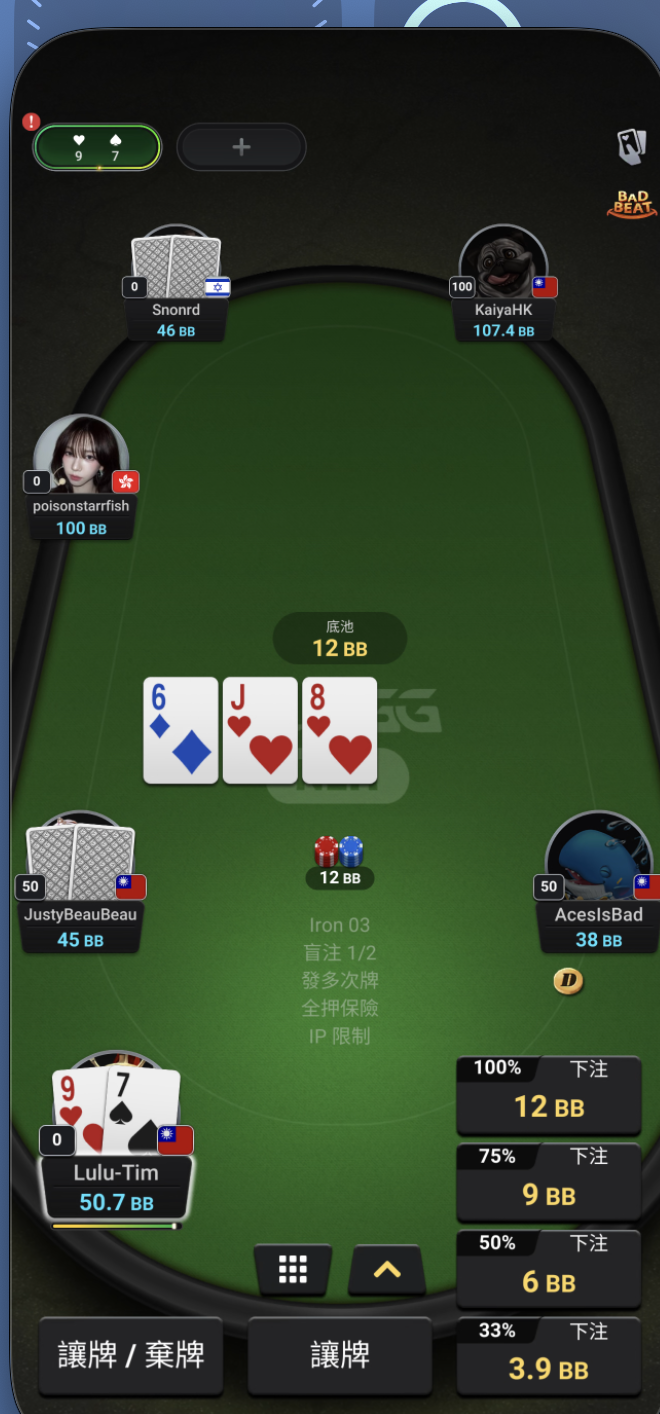 !
9 7
+
BAD
BEAT
0
Snonrd
46 BB
100
KaiyaHK
107.4 BB
0
poisonstarrfish
100 BB
底池
12 BB
6 J 8
GG
50
JustyBeauBeau
45 BB
12 BB
50
AcesIsBad
38 BB
D
Iron 03
盲注 1/2
發多次牌
全押保險
IP 限制
9 7
0
Lulu-Tim
50.7 BB
100% 下注
12 BB
75% 下注
9 BB
50% 下注
6 BB
33% 下注
3.9 BB
讓牌 / 棄牌
讓牌